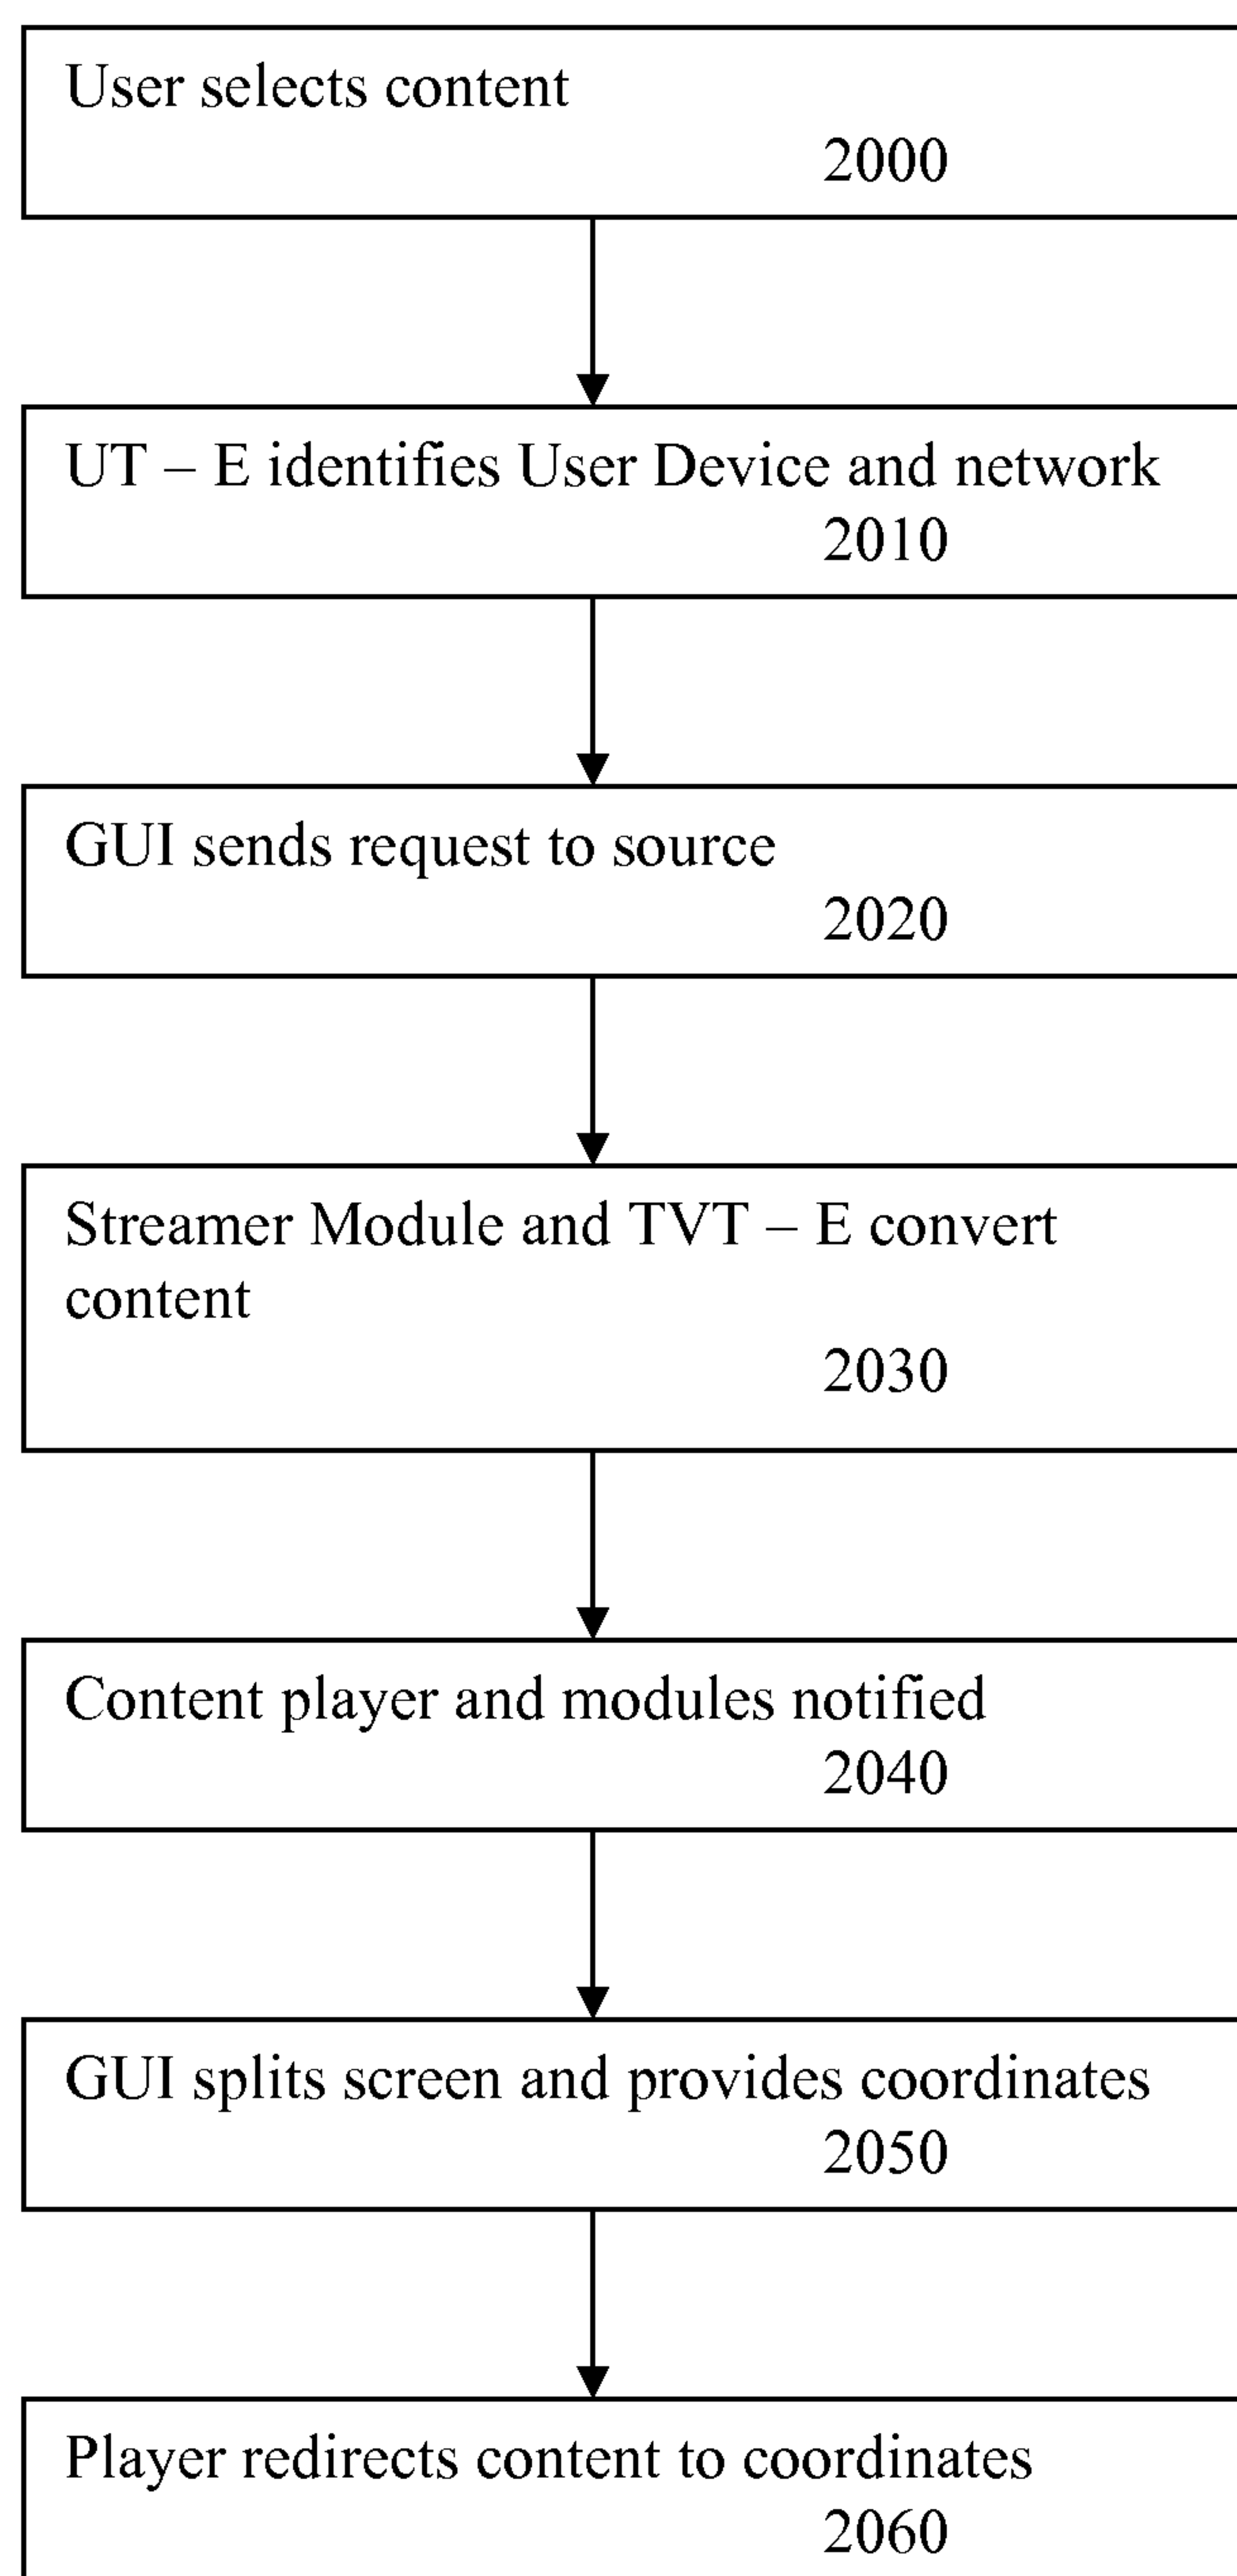 User selects content
2000
UT – E identifies User Device and network
2010
GUI sends request to source
2020
Streamer Module and TVT – E convert
content
2030
Content player and modules notified
2040
GUI splits screen and provides coordinates
2050
Player redirects content to coordinates
2060